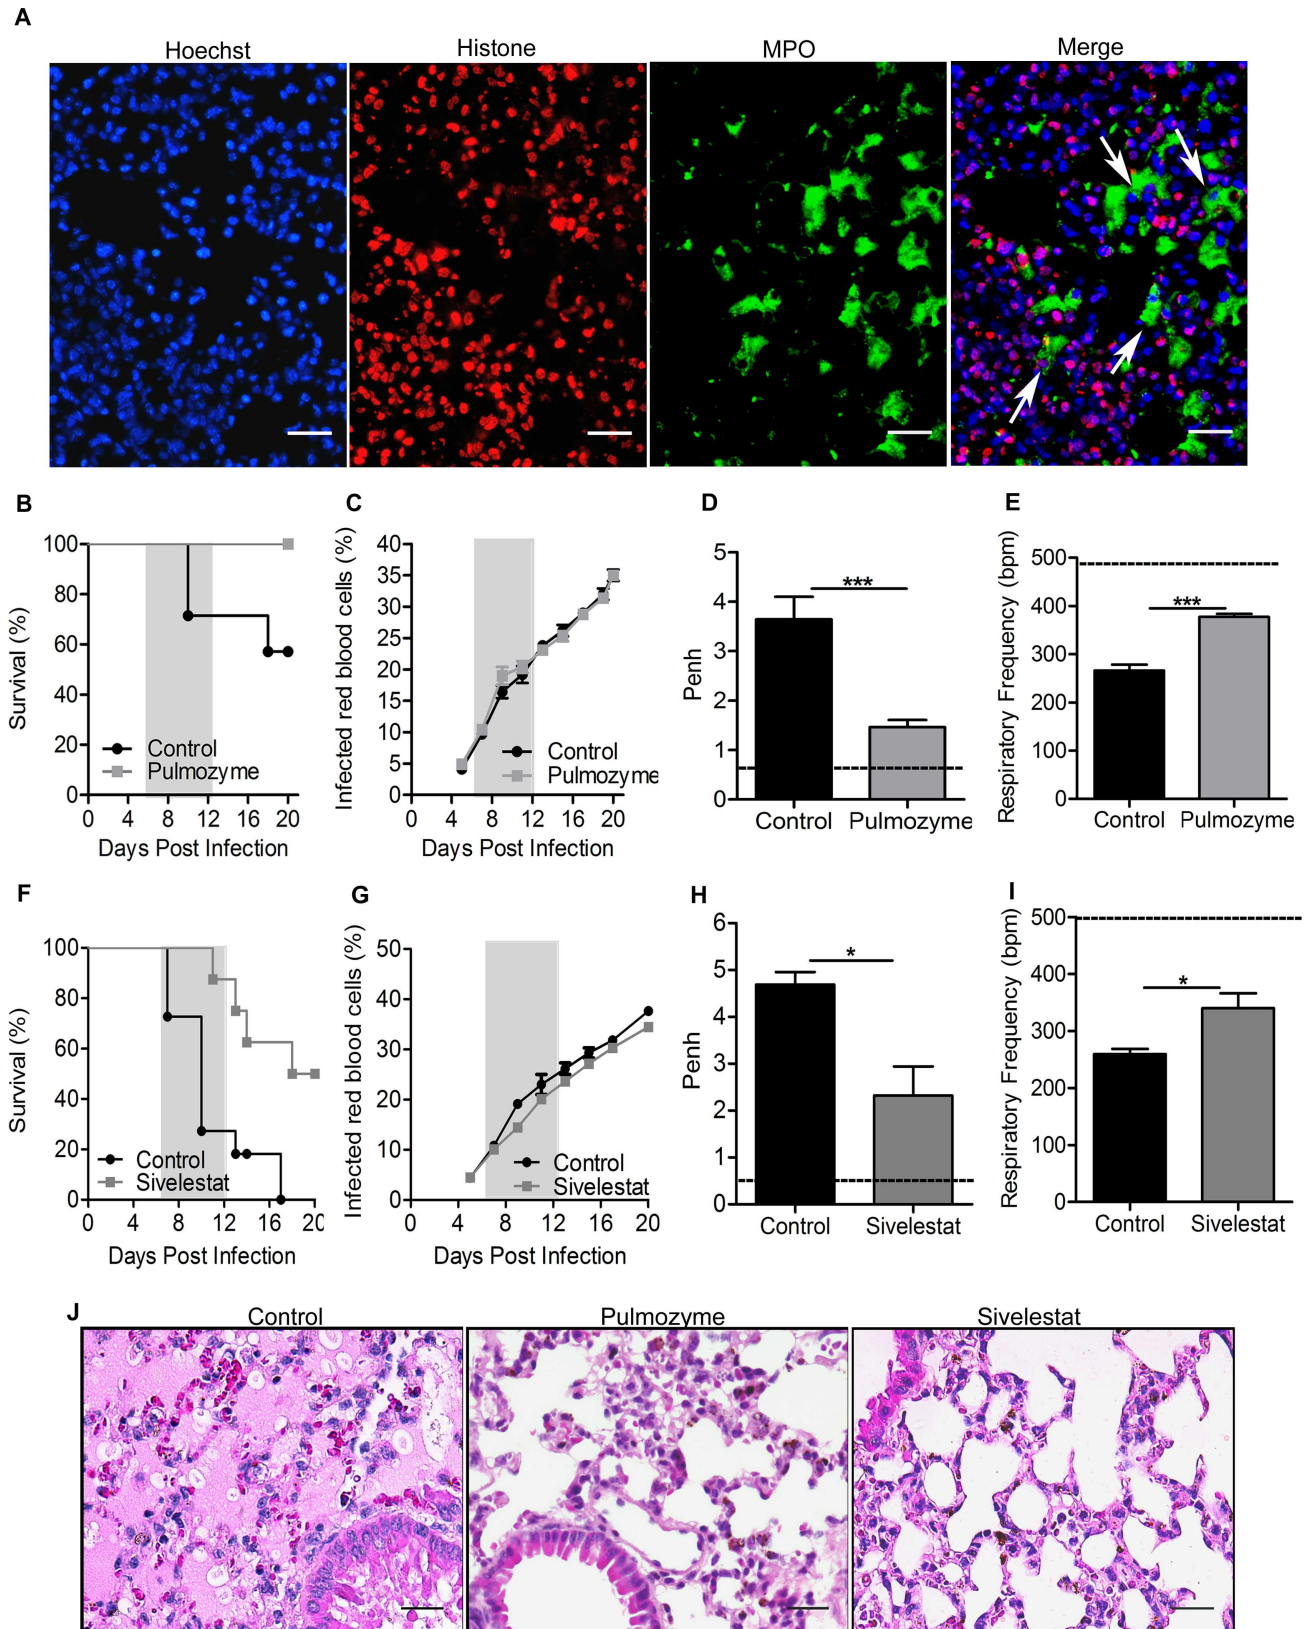 A
Hoechst
Histone
MPO
Merge
B
Survival (%)
100
80
60
40
20
0
Control
Pulmozyme
0 4 8 12 16 20
Days Post Infection
C
Infected red blood cells (%)
40
35
30
25
20
15
10
5
0
Control
Pulmozyme
0 4 8 12 16 20
Days Post Infection
D
Penh
5
4
3
2
1
0
***
Control Pulmozyme
E
Respiratory Frequency (bpm)
500
400
300
200
100
0
***
Control Pulmozyme
F
Survival (%)
100
80
60
40
20
0
Control
Sivelestat
0 4 8 12 16 20
Days Post Infection
G
Infected red blood cells (%)
50
40
30
20
10
0
Control
Sivelestat
0 4 8 12 16 20
Days Post Infection
H
Penh
6
5
4
3
2
1
0
*
Control Sivelestat
I
Respiratory Frequency (bpm)
500
400
300
200
100
0
*
Control Sivelestat
J
Control
Pulmozyme
Sivelestat